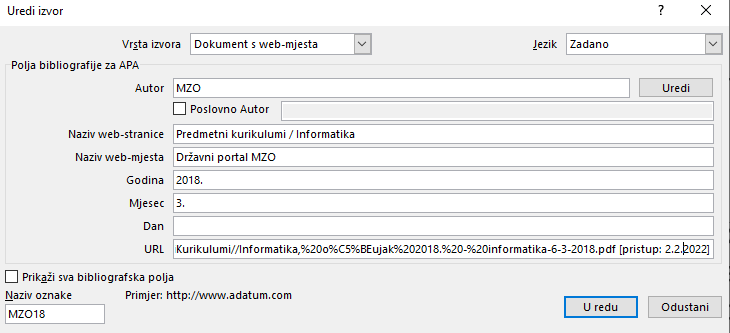 Uredi izvor ? ×
Vrsta izvora Dokument s web-mjesta Jezik Zadano
Polja bibliografije za APA
Autor MZO Uredi
Poslovno Autor
Naziv web-stranice Predmetni kurikulumi / Informatika
Naziv web-mjesta Državni portal MZO
Godina 2018.
Mjesec 3.
Dan
URL Kurikulumi//Informatika,%20o%C5%BEujak%202018.%20-%20informatika-6-3-2018.pdf [pristup: 2.2.2022]
Prikaži sva bibliografska polja
Naziv oznake Primjer: http://www.adatum.com
MZO18 U redu Odustani